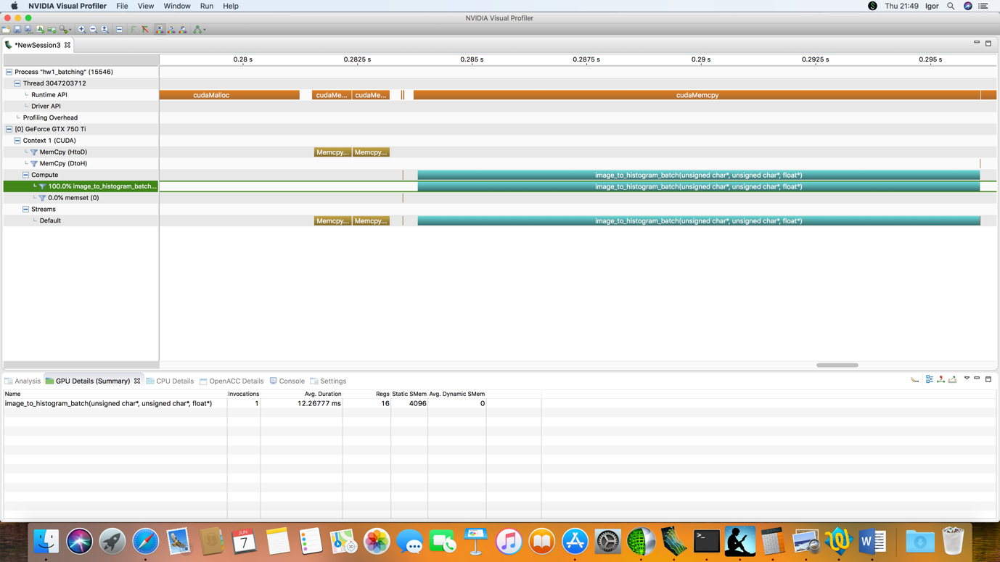 NVIDIA Visual Profiler File View Window Run Help Thu 21:49 Igor
NVIDIA Visual Profiler
*NewSession3
0.28 s 0.2825 s 0.285 s 0.2875 s 0.29 s 0.2925 s 0.295 s
Process "hw1_batching" (15546)
Thread 3047203712
Runtime API cudaMalloc cudaMe... cudaMe... cudaMemcpy
Driver API
Profiling Overhead
[0] GeForce GTX 750 Ti
Context 1 (CUDA)
MemCpy (HtoD) Memcpy... Memcpy...
MemCpy (DtoH)
Compute image_to_histogram_batch(unsigned char*, unsigned char*, float*)
100.0% image_to_histogram_batch... image_to_histogram_batch(unsigned char*, unsigned char*, float*)
0.0% memset (0)
Streams
Default Memcpy... Memcpy... image_to_histogram_batch(unsigned char*, unsigned char*, float*)
Analysis GPU Details (Summary) CPU Details OpenACC Details Console Settings
Name Invocations Avg. Duration Regs Static SMem Avg. Dynamic SMem
image_to_histogram_batch(unsigned char*, unsigned char*, float*) 1 12.26777 ms 16 4096 0
JUN
7
W